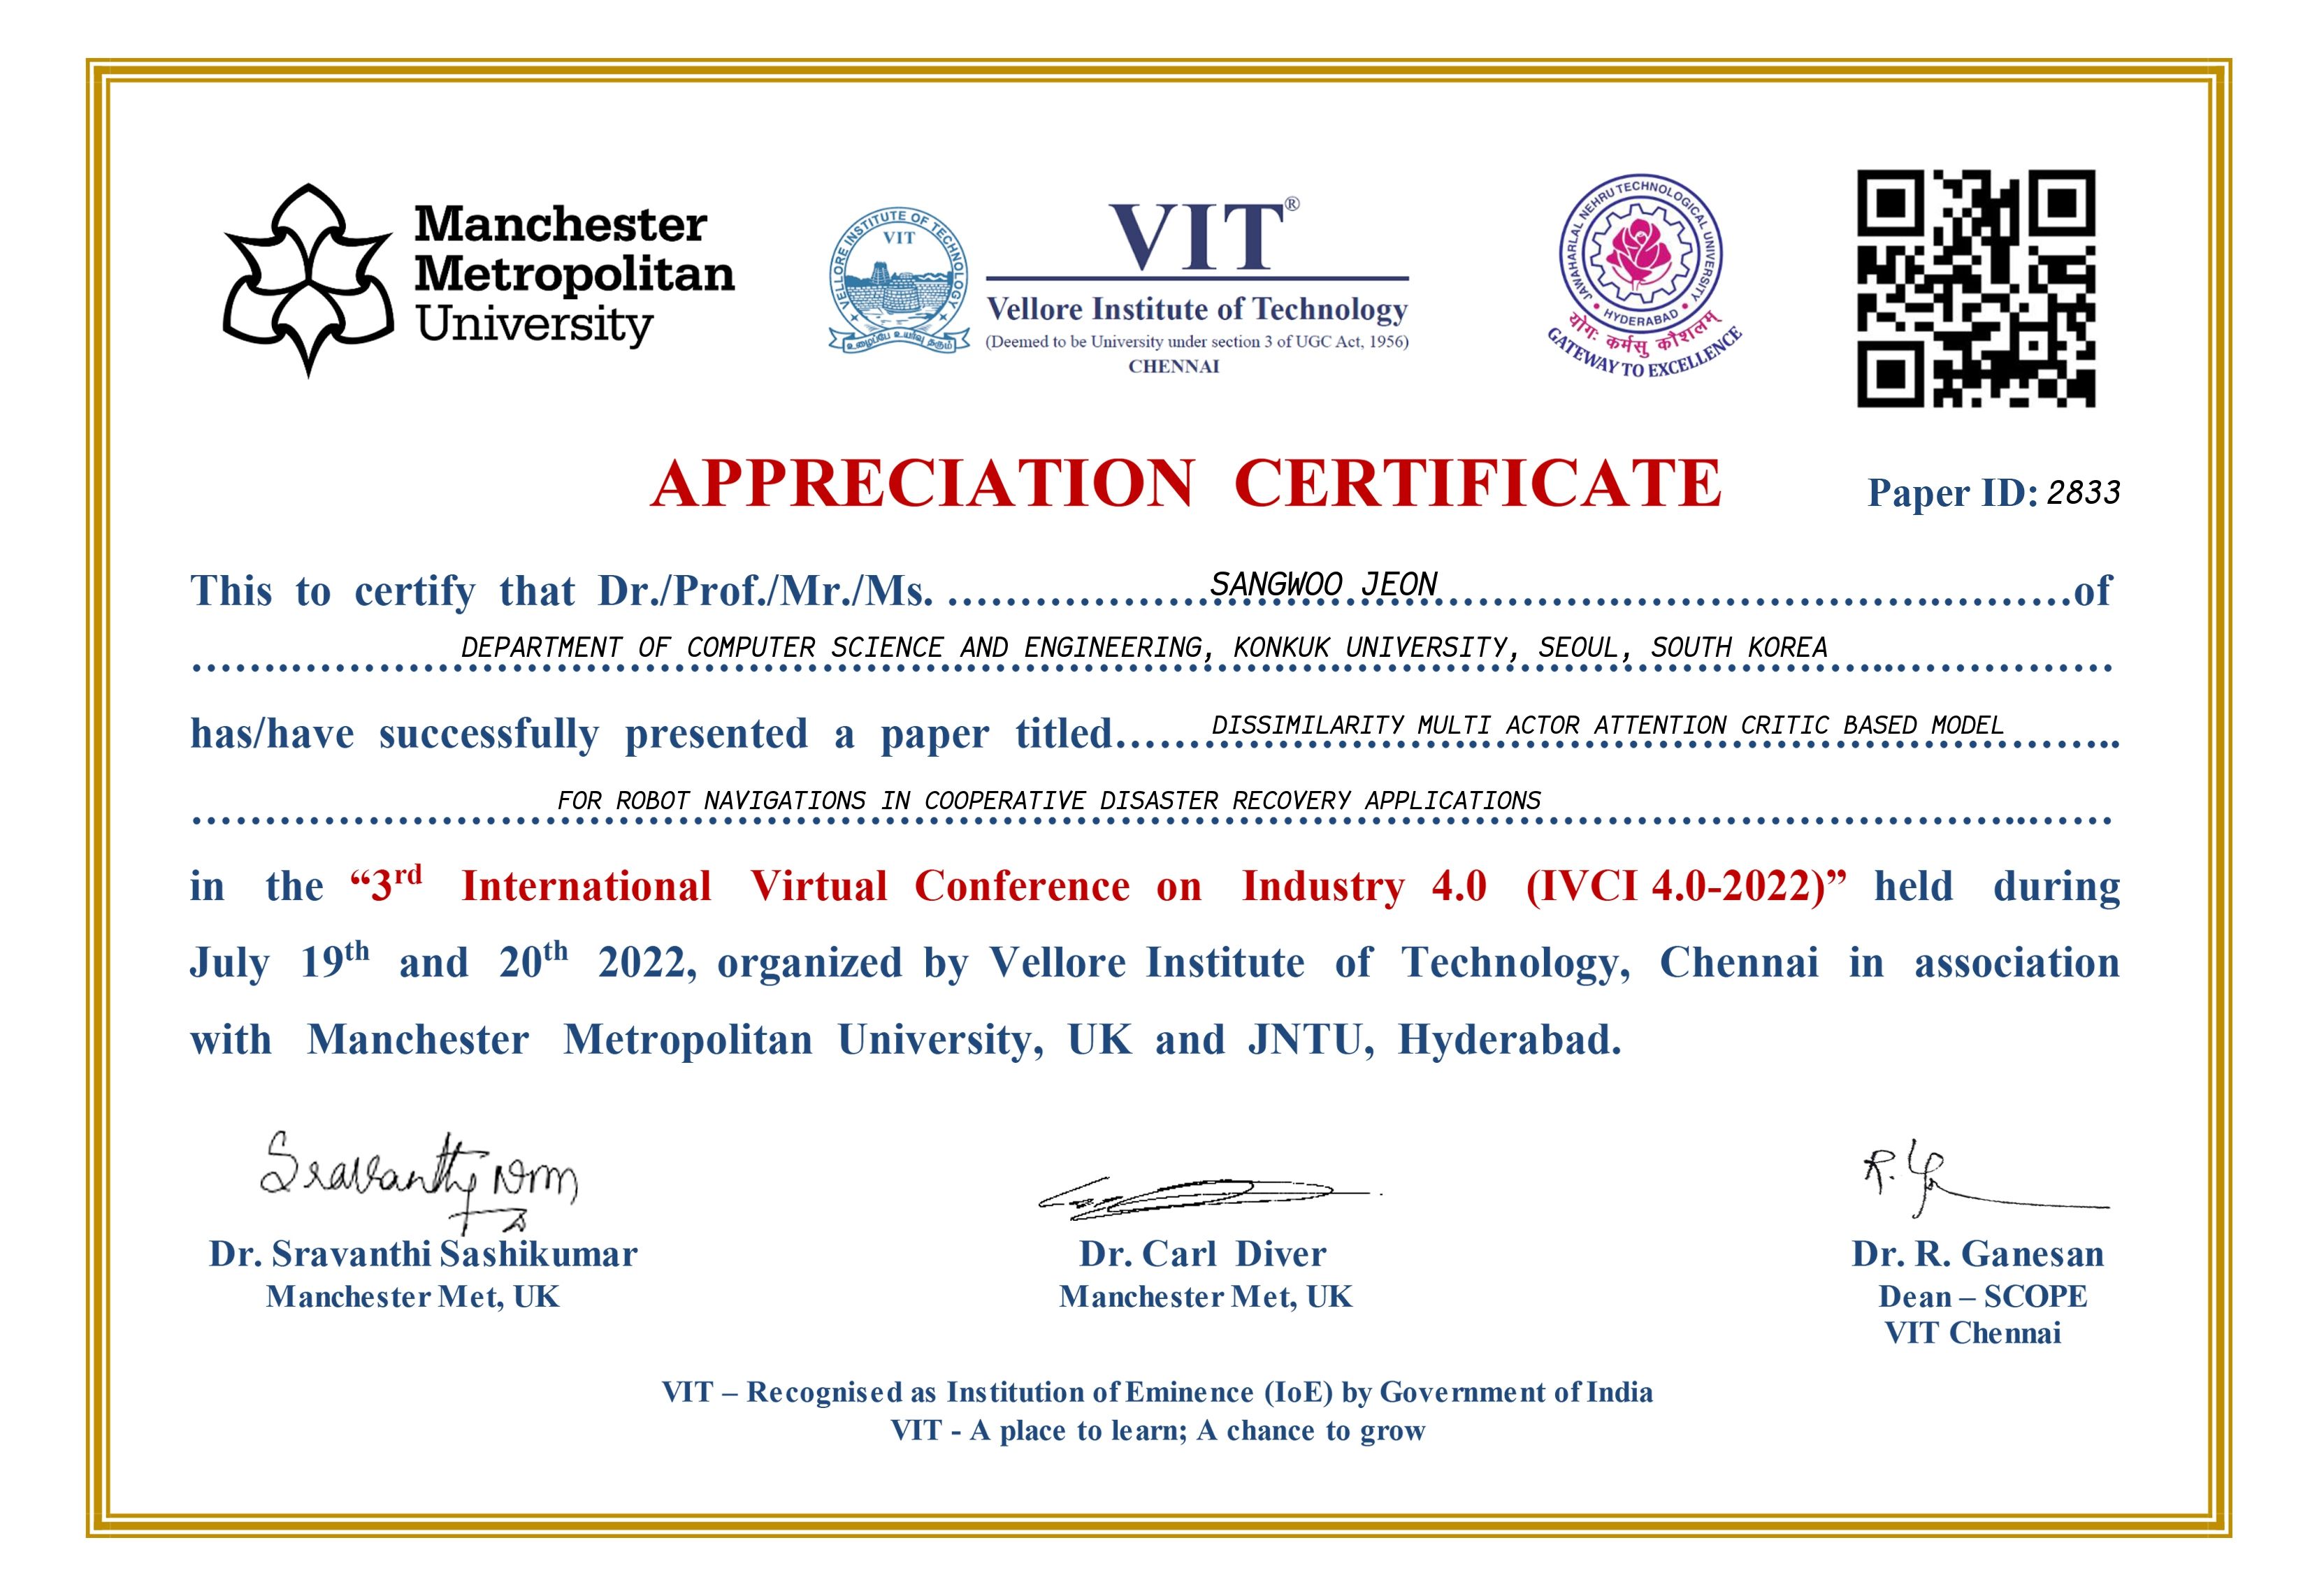 Manchester
Metropolitan
University
VELLORE INSTITUTE OF TECHNOLOGY
VIT
VIT®
Vellore Institute of Technology
(Deemed to be University under section 3 of UGC Act, 1956)
CHENNAI
JAWAHARLAL NEHRU TECHNOLOGICAL UNIVERSITY
HYDERABAD
योगः कर्मसु कौशलम्
GATEWAY TO EXCELLENCE
APPRECIATION CERTIFICATE
Paper ID: 2833
This to certify that Dr./Prof./Mr./Ms. SANGWOO JEON of
DEPARTMENT OF COMPUTER SCIENCE AND ENGINEERING, KONKUK UNIVERSITY, SEOUL, SOUTH KOREA
has/have successfully presented a paper titled DISSIMILARITY MULTI ACTOR ATTENTION CRITIC BASED MODEL
FOR ROBOT NAVIGATIONS IN COOPERATIVE DISASTER RECOVERY APPLICATIONS
in the “3rd International Virtual Conference on Industry 4.0 (IVCI 4.0-2022)” held during
July 19th and 20th 2022, organized by Vellore Institute of Technology, Chennai in association
with Manchester Metropolitan University, UK and JNTU, Hyderabad.
Dr. Sravanthi Sashikumar
Manchester Met, UK
Dr. Carl Diver
Manchester Met, UK
Dr. R. Ganesan
Dean – SCOPE
VIT Chennai
VIT – Recognised as Institution of Eminence (IoE) by Government of India
VIT - A place to learn; A chance to grow